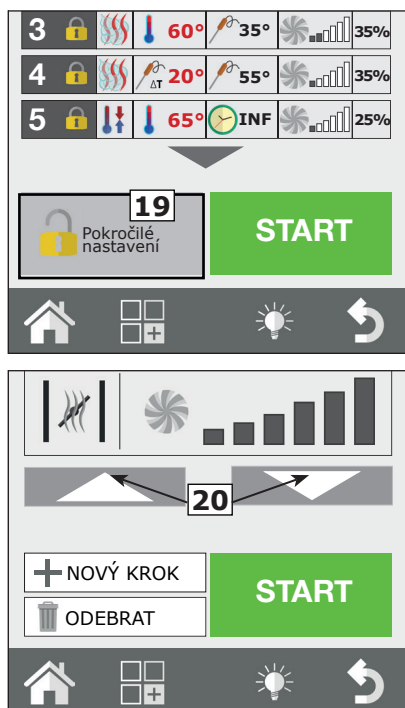 3 60° 35° 35%
4 ΔT 20° 55° 35%
5 65° INF 25%
19
Pokročilé
nastavení
START
20
NOVÝ KROK
ODEBRAT
START